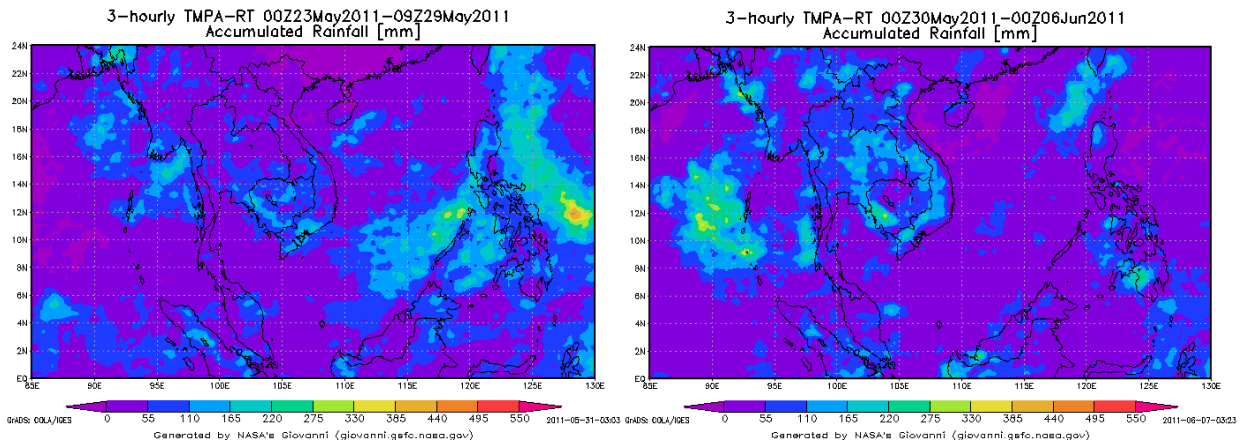 3-hourly TMPA-RT 00Z23May2011-09Z29May2011
Accumulated Rainfall [mm]
24N
22N
20N
18N
16N
14N
12N
10N
8N
6N
4N
2N
EQ
85E 90E 95E 100E 105E 110E 115E 120E 125E 130E
0 55 110 165 220 275 330 385 440 495 550
GrADS: COLA/IGES 2011-05-31-03:03
Generated by NASA's Giovanni (giovanni.gsfc.nasa.gov)
3-hourly TMPA-RT 00Z30May2011-00Z06Jun2011
Accumulated Rainfall [mm]
24N
22N
20N
18N
16N
14N
12N
10N
8N
6N
4N
2N
EQ
85E 90E 95E 100E 105E 110E 115E 120E 125E 130E
0 55 110 165 220 275 330 385 440 495 550
GrADS: COLA/IGES 2011-06-07-03:23
Generated by NASA's Giovanni (giovanni.gsfc.nasa.gov)